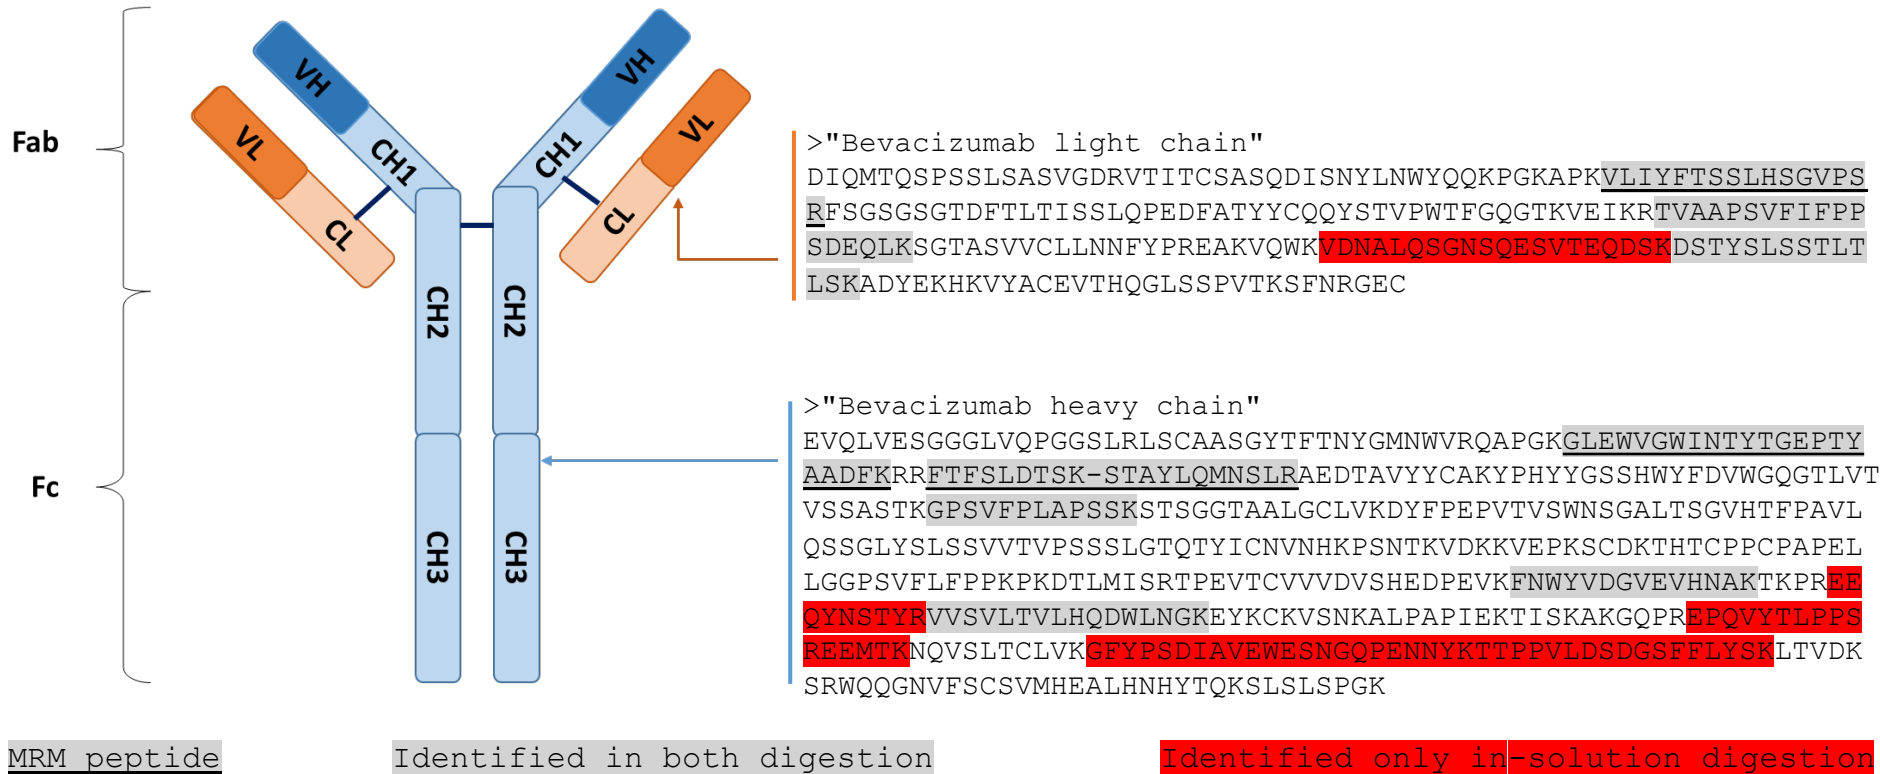 Fab
Fc
VH
VH
VL
VL
CH1
CH1
CL
CL
CH2
CH2
CH3
CH3
>"Bevacizumab light chain"
DIQMTQSPSSLSASVGDRVTITCSASQDISNYLNWYQQKPGKAPKVLIYFTSSLHSGVPS
RFSGSGSGTDFTLTISSLQPEDFATYYCQQYSTVPWTFGQGTKVEIKRTVAAPSVFIFPP
SDEQLKSGTASVVCLLNNFYPREAKVQWKVDNALQSGNSQESVTEQDSKDSTYSLSSTLT
LSKADYEKHKVYACEVTHQGLSSPVTKSFNRGEC
>"Bevacizumab heavy chain"
EVQLVESGGGLVQPGGSLRLSCAASGYTFTNYGMNWVRQAPGKGLEWVGWINTYTGEPTY
AADFKRRFTFSLDTSK-STAYLQMNSLRAEDTAVYYCAKYPHYYGSSHWYFDVWGQGTLVT
VSSASTKGPSVFPLAPSSKSTSGGTAALGCLVKDYFPEPVTVSWNSGALTSGVHTFPAVL
QSSGLYSLSSVVTVPSSSLGTQTYICNVNHKPSNTKVDKKVEPKSCDKTHTCPPCPAPEL
LGGPSVFLFPPKPKDTLMISRTPEVTCVVVDVSHEDPEVKFNWYVDGVEVHNAKTKPREE
QYNSTYRVVSVLTVLHQDWLNGKEYKCKVSNKALPAPIEKTISKAKGQPREPQVYTLPPS
REEMTKNQVSLTCLVKGFYPSDIAVEWESNGQPENNYKTTPPVLDSDGSFFLYSKLTVDK
SRWQQGNVFSCSVMHEALHNHYTQKSLSLSPGK
MRM peptide
Identified in both digestion
Identified only in-solution digestion